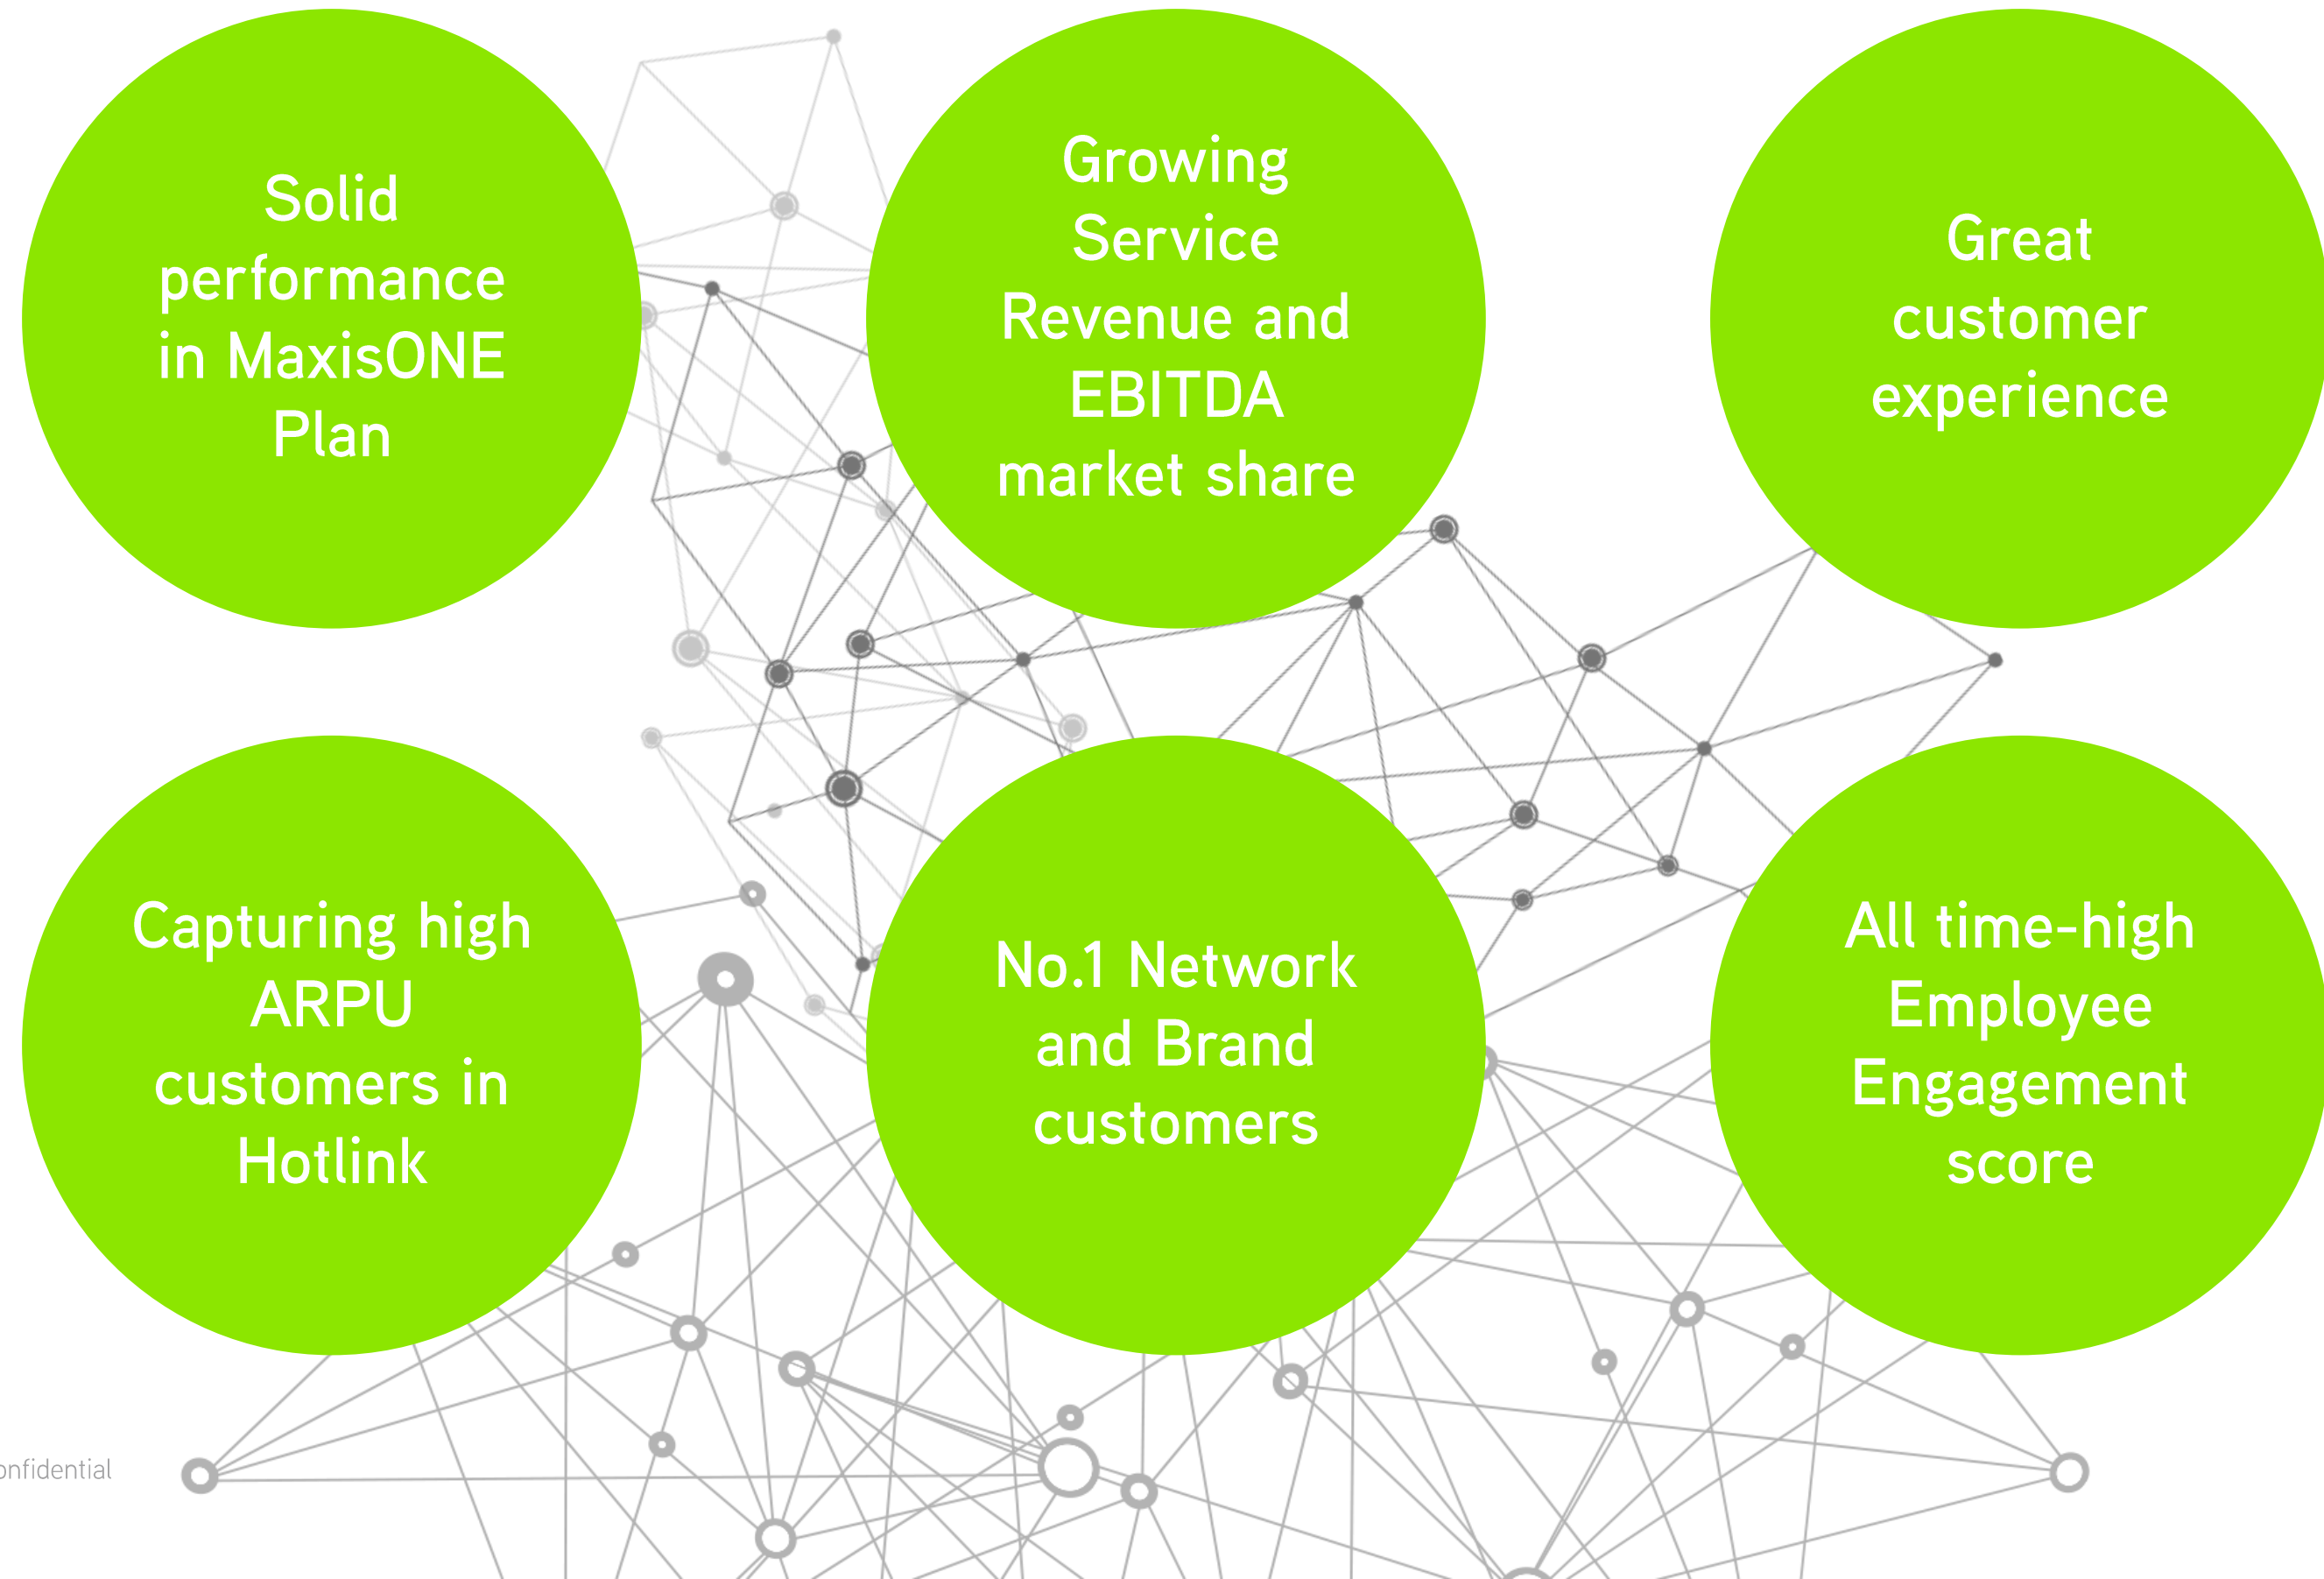 Solid
performance
in MaxisONE
Plan
Growing
Service
Revenue and
EBITDA
market share
Great
customer
experience
Capturing high
ARPU
customers in
Hotlink
No.1 Network
and Brand
customers
All time-high
Employee
Engagement
score